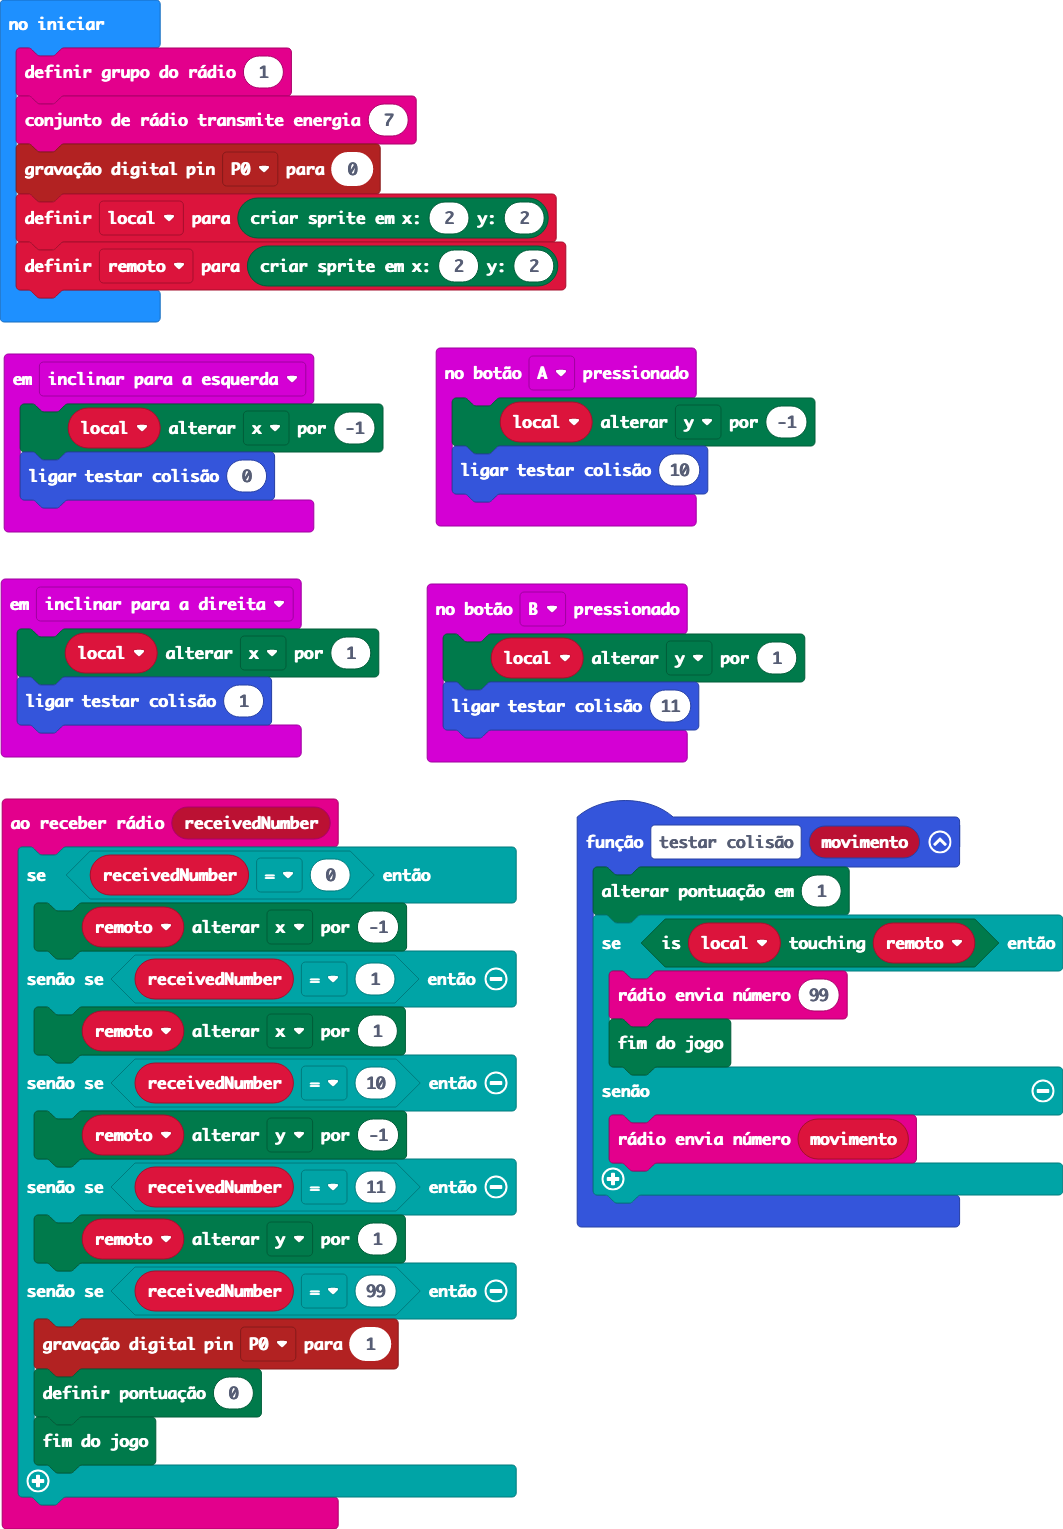 no iniciar
definir grupo do rádio 1
conjunto de rádio transmite energia 7
gravação digital pin P0 para 0
definir local para criar sprite em x: 2 y: 2
definir remoto para criar sprite em x: 2 y: 2
em inclinar para a esquerda
local alterar x por -1
ligar testar colisão 0
no botão A pressionado
local alterar y por -1
ligar testar colisão 10
em inclinar para a direita
local alterar x por 1
ligar testar colisão 1
no botão B pressionado
local alterar y por 1
ligar testar colisão 11
ao receber rádio receivedNumber
se receivedNumber = 0 então
remoto alterar x por -1
senão se receivedNumber = 1 então
remoto alterar x por 1
senão se receivedNumber = 10 então
remoto alterar y por -1
senão se receivedNumber = 11 então
remoto alterar y por 1
senão se receivedNumber = 99 então
gravação digital pin P0 para 1
definir pontuação 0
fim do jogo
função testar colisão movimento
alterar pontuação em 1
se is local touching remoto então
rádio envia número 99
fim do jogo
senão
rádio envia número movimento